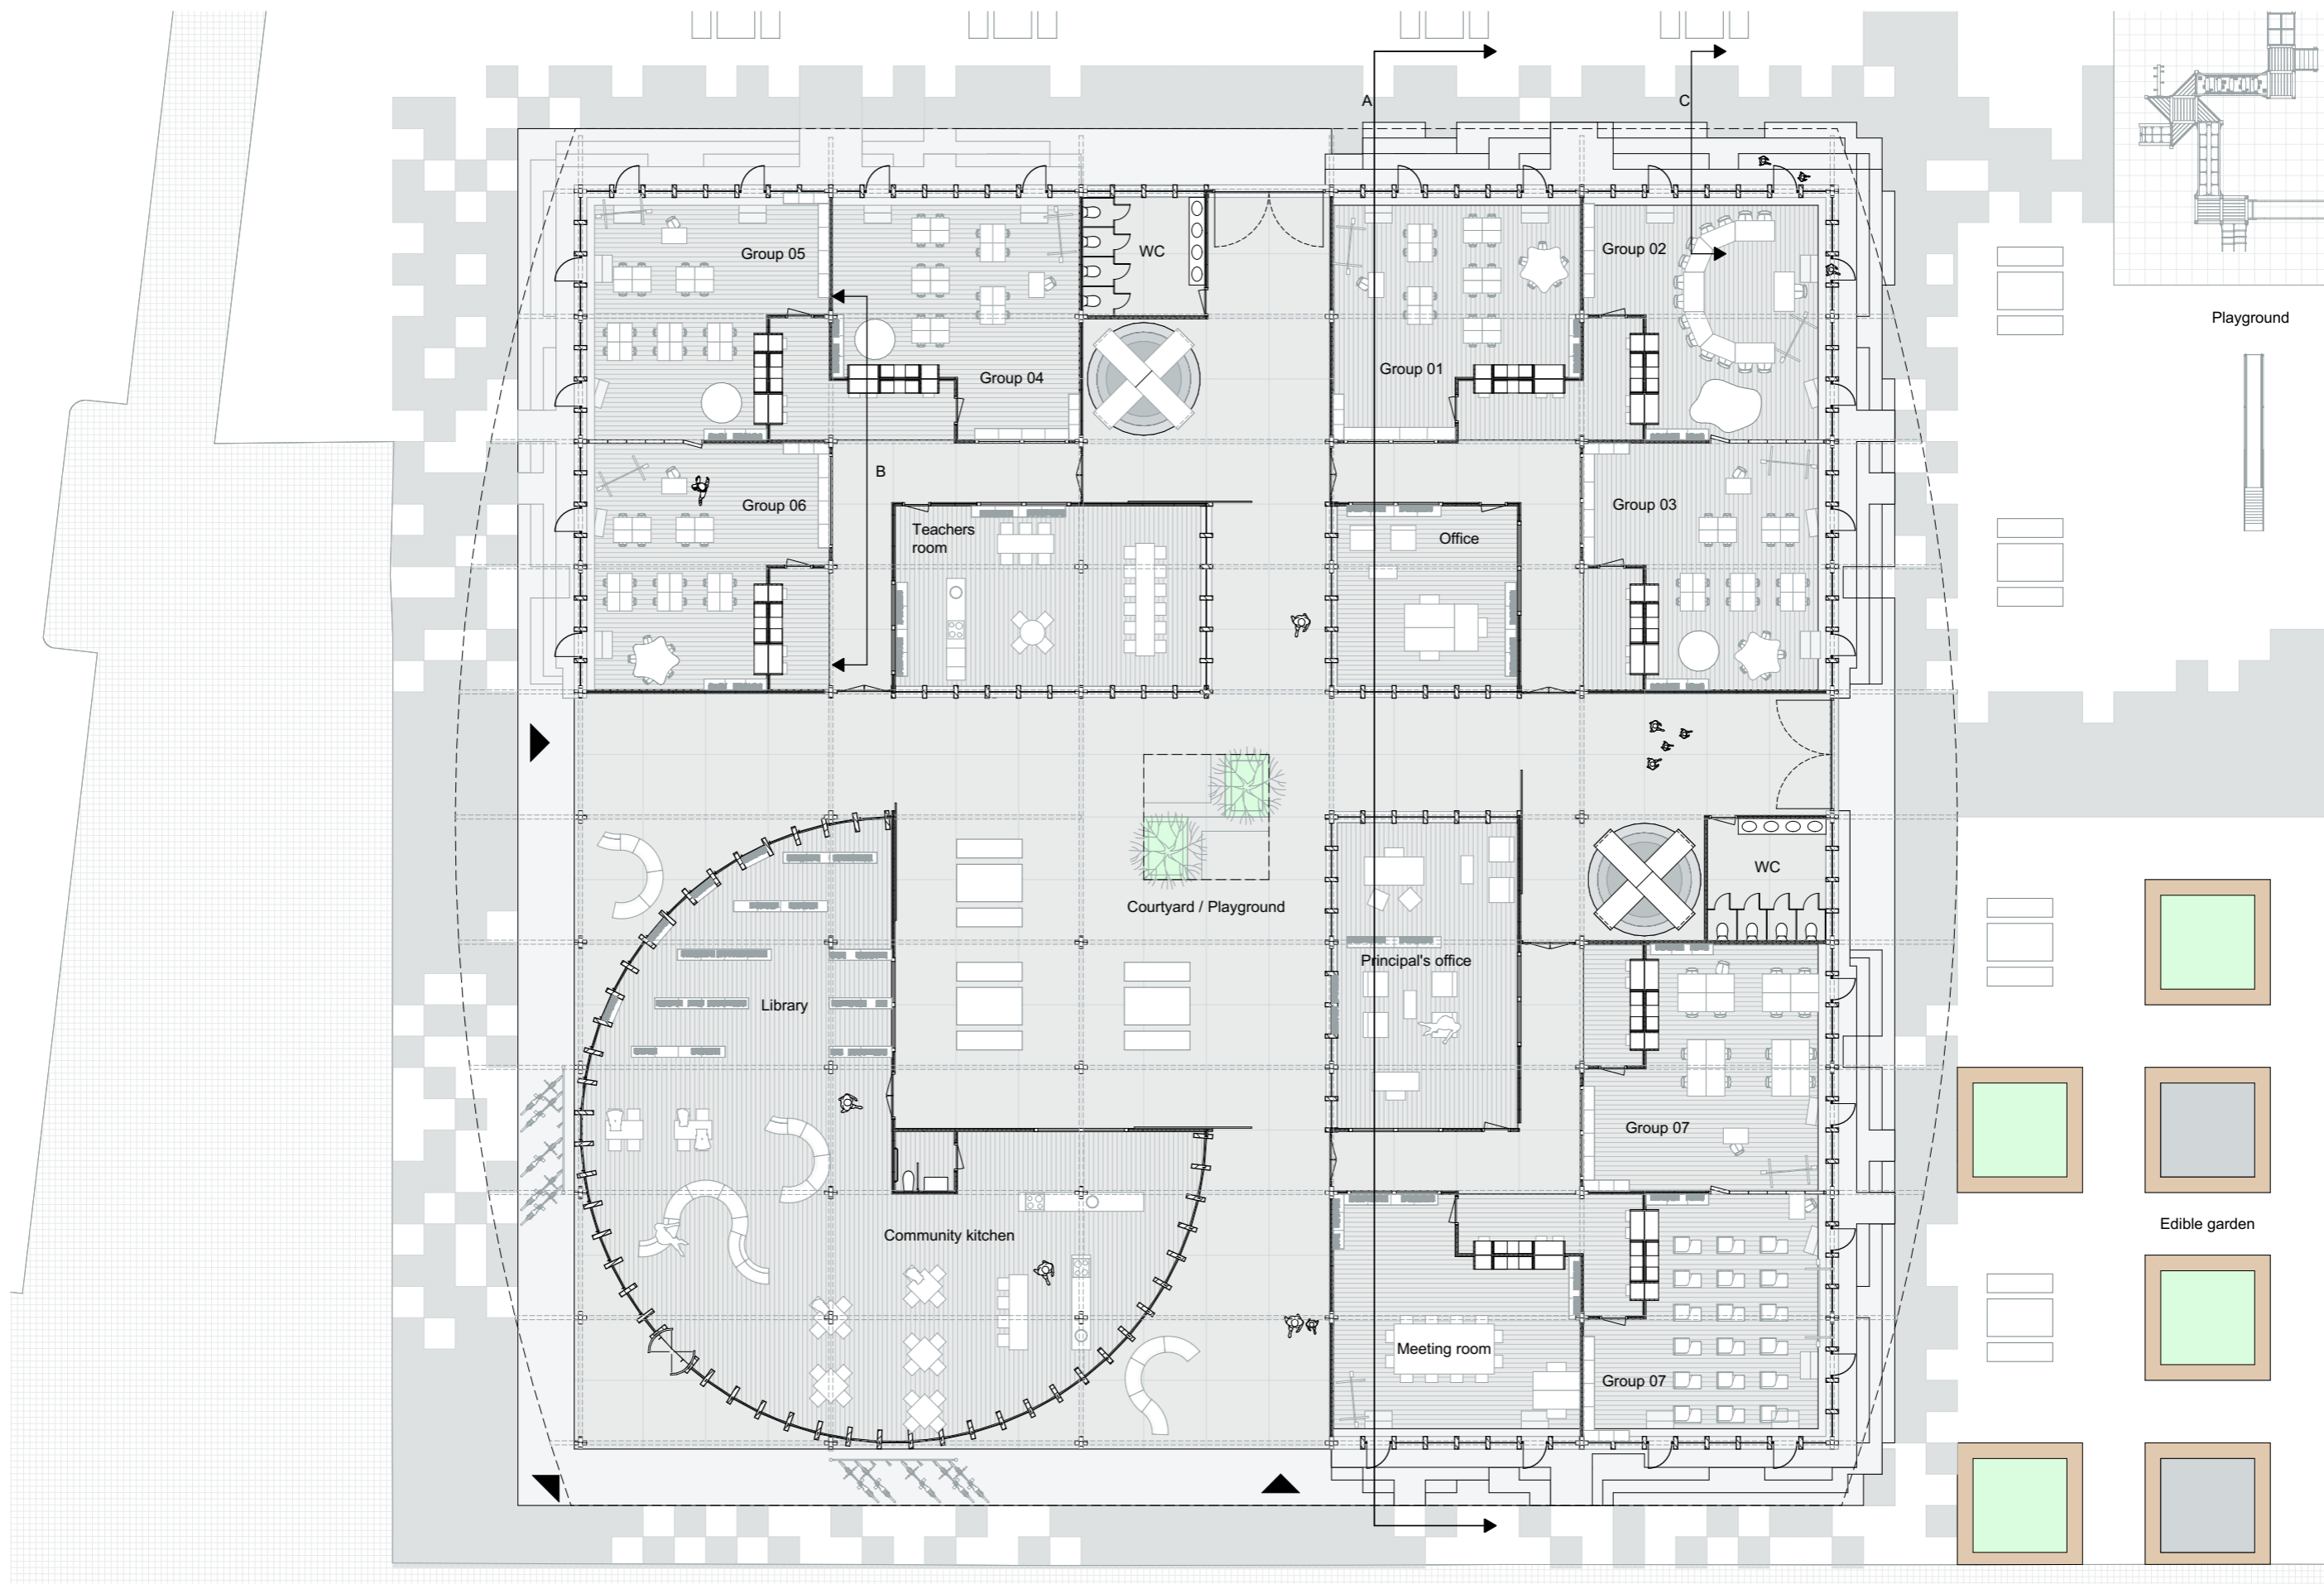 A
C
Playground
Group 05
WC
Group 02
Group 04
Group 01
B
Group 06
Teachers
room
Office
Group 03
WC
Courtyard / Playground
Principal's office
Library
Group 07
Edible garden
Community kitchen
Meeting room
Group 07